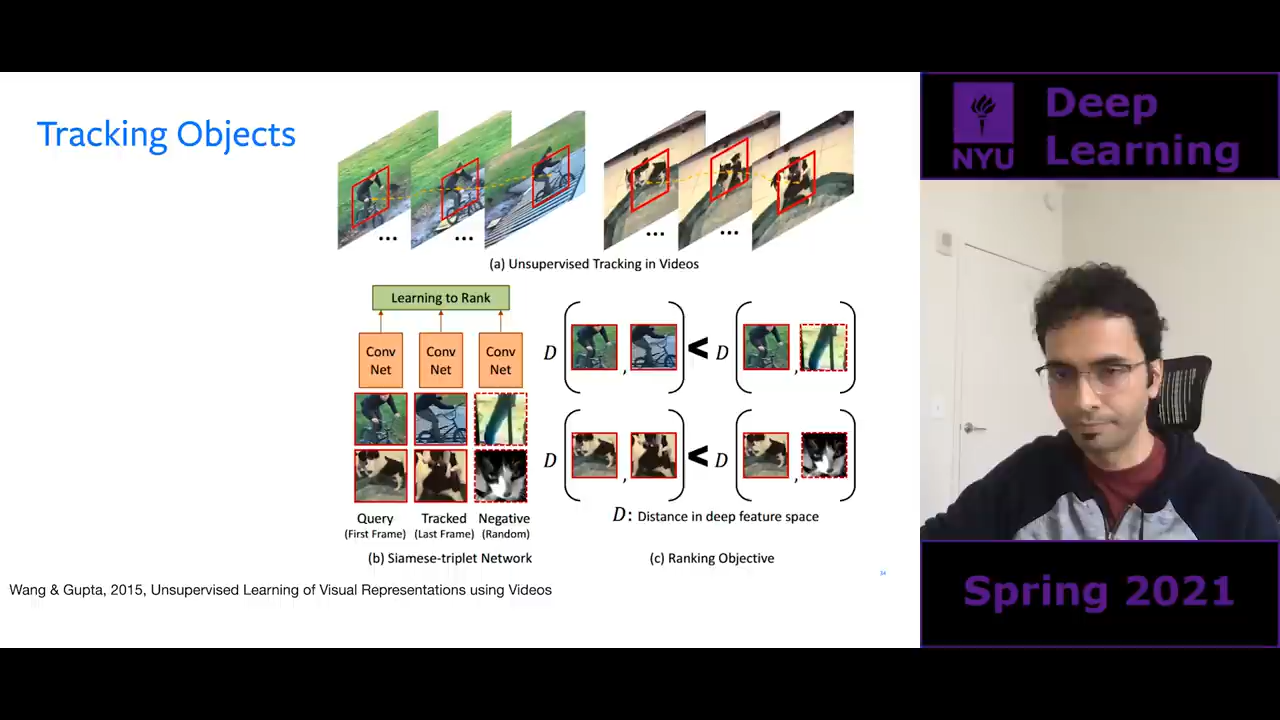 Tracking Objects
... ... ... ...
(a) Unsupervised Tracking in Videos
Learning to Rank
Conv Net Conv Net Conv Net
D ( , ) < D ( , )
D ( , ) < D ( , )
Query Tracked Negative
(First Frame) (Last Frame) (Random)
D: Distance in deep feature space
(b) Siamese-triplet Network
(c) Ranking Objective
34
Wang & Gupta, 2015, Unsupervised Learning of Visual Representations using Videos
NYU
Deep
Learning
Spring 2021